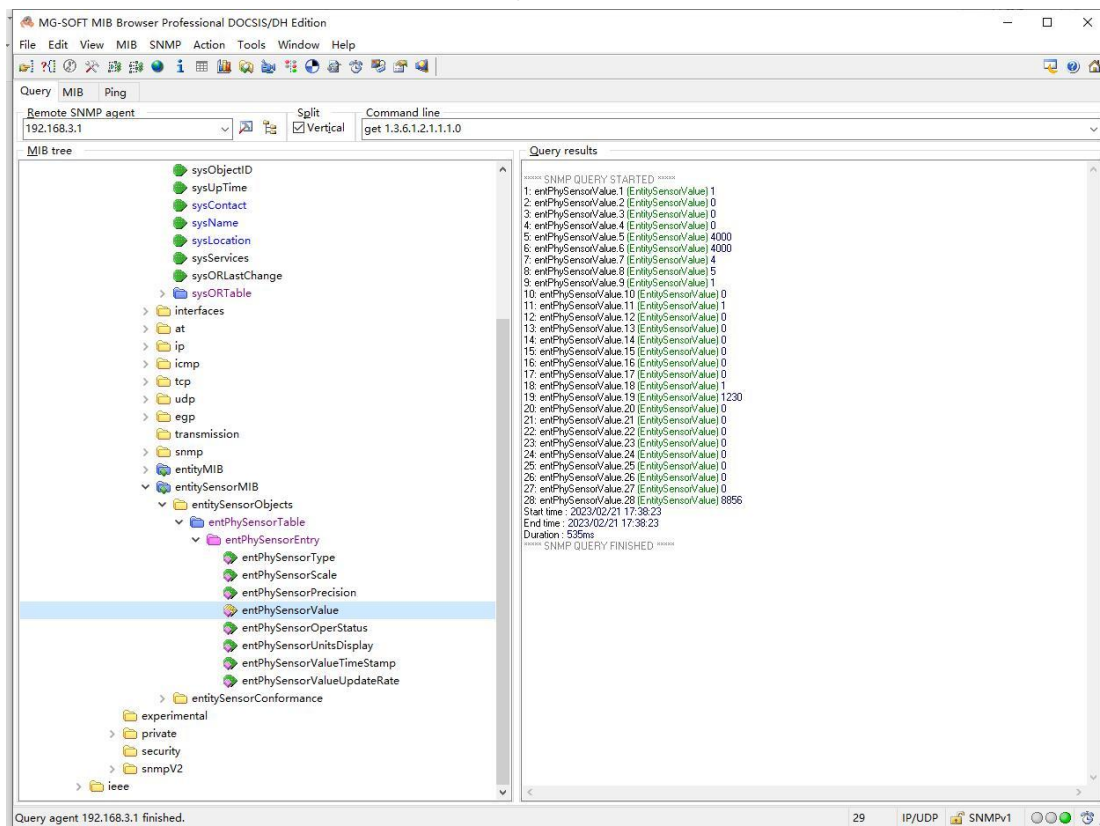 MG-SOFT MIB Browser Professional DOCSIS/DH Edition
File Edit View MIB SNMP Action Tools Window Help
Query MIB Ping
Remote SNMP agent Split Command line
192.168.3.1 Vertical get 1.3.6.1.2.1.1.1.0
MIB tree
sysObjectID
sysUpTime
sysContact
sysName
sysLocation
sysServices
sysORLastChange
sysORTable
interfaces
at
ip
icmp
tcp
udp
egp
transmission
snmp
entityMIB
entitySensorMIB
entitySensorObjects
entPhySensorTable
entPhySensorEntry
entPhySensorType
entPhySensorScale
entPhySensorPrecision
entPhySensorValue
entPhySensorOperStatus
entPhySensorUnitsDisplay
entPhySensorValueTimeStamp
entPhySensorValueUpdateRate
entitySensorConformance
experimental
private
security
snmpV2
ieee
Query results
***** SNMP QUERY STARTED *****
1: entPhySensorValue.1 (EntitySensorValue) 1
2: entPhySensorValue.2 (EntitySensorValue) 0
3: entPhySensorValue.3 (EntitySensorValue) 0
4: entPhySensorValue.4 (EntitySensorValue) 0
5: entPhySensorValue.5 (EntitySensorValue) 4000
6: entPhySensorValue.6 (EntitySensorValue) 4000
7: entPhySensorValue.7 (EntitySensorValue) 4
8: entPhySensorValue.8 (EntitySensorValue) 5
9: entPhySensorValue.9 (EntitySensorValue) 1
10: entPhySensorValue.10 (EntitySensorValue) 0
11: entPhySensorValue.11 (EntitySensorValue) 1
12: entPhySensorValue.12 (EntitySensorValue) 0
13: entPhySensorValue.13 (EntitySensorValue) 0
14: entPhySensorValue.14 (EntitySensorValue) 0
15: entPhySensorValue.15 (EntitySensorValue) 0
16: entPhySensorValue.16 (EntitySensorValue) 0
17: entPhySensorValue.17 (EntitySensorValue) 0
18: entPhySensorValue.18 (EntitySensorValue) 1
19: entPhySensorValue.19 (EntitySensorValue) 1230
20: entPhySensorValue.20 (EntitySensorValue) 0
21: entPhySensorValue.21 (EntitySensorValue) 0
22: entPhySensorValue.22 (EntitySensorValue) 0
23: entPhySensorValue.23 (EntitySensorValue) 0
24: entPhySensorValue.24 (EntitySensorValue) 0
25: entPhySensorValue.25 (EntitySensorValue) 0
26: entPhySensorValue.26 (EntitySensorValue) 0
27: entPhySensorValue.27 (EntitySensorValue) 0
28: entPhySensorValue.28 (EntitySensorValue) 8856
Start time : 2023/02/21 17:38:23
End time : 2023/02/21 17:38:23
Duration : 535ms
***** SNMP QUERY FINISHED *****
Query agent 192.168.3.1 finished. 29 IP/UDP SNMPv1